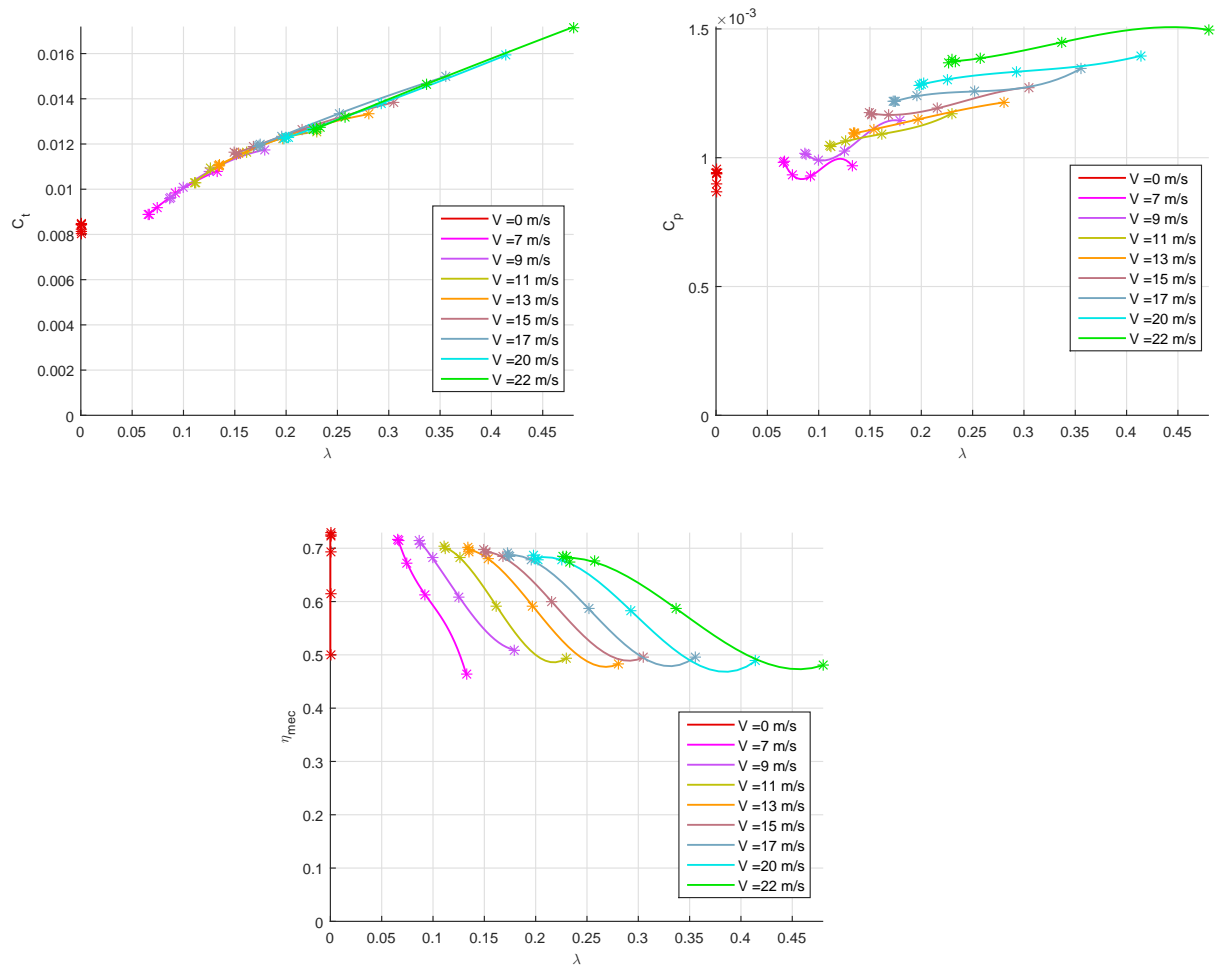 C_t
0.016
0.014
0.012
0.01
0.008
0.006
0.004
0.002
0
0 0.05 0.1 0.15 0.2 0.25 0.3 0.35 0.4 0.45
λ
V =0 m/s
V =7 m/s
V =9 m/s
V =11 m/s
V =13 m/s
V =15 m/s
V =17 m/s
V =20 m/s
V =22 m/s
×10⁻³
C_p
1.5
1
0.5
0
0 0.05 0.1 0.15 0.2 0.25 0.3 0.35 0.4 0.45
λ
V =0 m/s
V =7 m/s
V =9 m/s
V =11 m/s
V =13 m/s
V =15 m/s
V =17 m/s
V =20 m/s
V =22 m/s
η_mec
0.7
0.6
0.5
0.4
0.3
0.2
0.1
0
0 0.05 0.1 0.15 0.2 0.25 0.3 0.35 0.4 0.45
λ
V =0 m/s
V =7 m/s
V =9 m/s
V =11 m/s
V =13 m/s
V =15 m/s
V =17 m/s
V =20 m/s
V =22 m/s